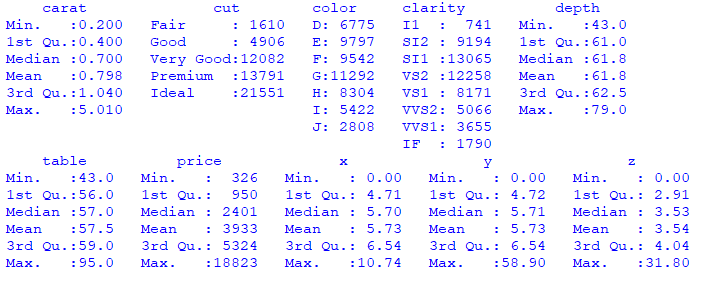 carat               cut           color        clarity           depth
Min.   :0.200   Fair     : 1610   D: 6775   I1  :  741   Min.   :43.0
1st Qu.:0.400   Good     : 4906   E: 9797   SI2 : 9194   1st Qu.:61.0
Median :0.700   Very Good:12082   F: 9542   SI1 :13065   Median :61.8
Mean   :0.798   Premium  :13791   G:11292   VS2 :12258   Mean   :61.8
3rd Qu.:1.040   Ideal    :21551   H: 8304   VS1 : 8171   3rd Qu.:62.5
Max.   :5.010                     I: 5422   VVS2: 5066   Max.   :79.0
                                  J: 2808   VVS1: 3655
                                            IF  : 1790
     table          price             x               y               z
Min.   :43.0   Min.   :  326   Min.   : 0.00   Min.   : 0.00   Min.   : 0.00
1st Qu.:56.0   1st Qu.:  950   1st Qu.: 4.71   1st Qu.: 4.72   1st Qu.: 2.91
Median :57.0   Median : 2401   Median : 5.70   Median : 5.71   Median : 3.53
Mean   :57.5   Mean   : 3933   Mean   : 5.73   Mean   : 5.73   Mean   : 3.54
3rd Qu.:59.0   3rd Qu.: 5324   3rd Qu.: 6.54   3rd Qu.: 6.54   3rd Qu.: 4.04
Max.   :95.0   Max.   :18823   Max.   :10.74   Max.   :58.90   Max.   :31.80